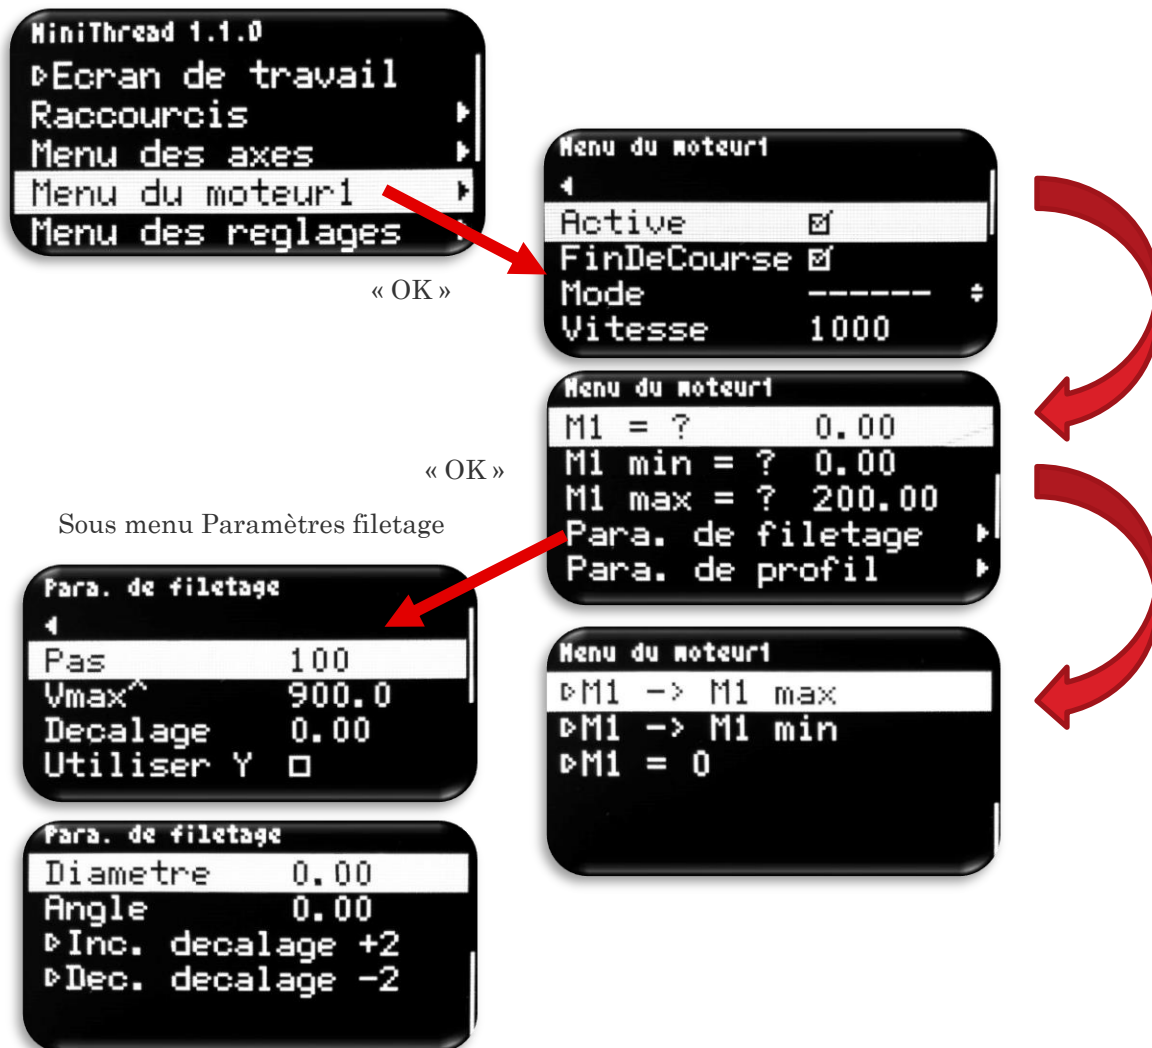 MiniThread 1.1.0
Ecran de travail
Raccourcis
Menu des axes
Menu du moteur1
Menu des reglages
« OK »
Menu du moteur1
Active
FinDeCourse
Mode ------
Vitesse 1000
Menu du moteur1
M1 = ? 0.00
M1 min = ? 0.00
M1 max = ? 200.00
Para. de filetage
Para. de profil
« OK »
Sous menu Paramètres filetage
Para. de filetage
Pas 100
Vmax^ 900.0
Decalage 0.00
Utiliser Y
Menu du moteur1
M1 -> M1 max
M1 -> M1 min
M1 = 0
Para. de filetage
Diametre 0.00
Angle 0.00
Inc. decalage +2
Dec. decalage -2